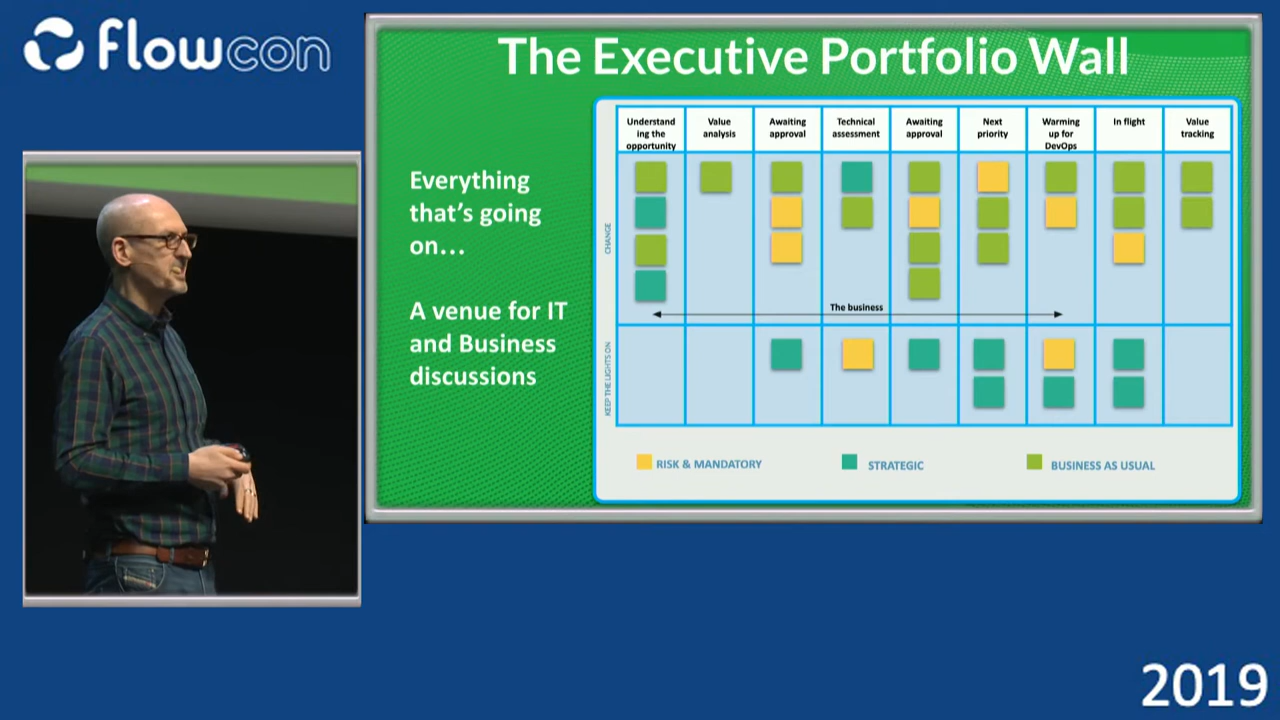 flowcon
The Executive Portfolio Wall
Everything
that's going
on…
A venue for IT
and Business
discussions
Understand
ing the
opportunity
Value
analysis
Awaiting
approval
Technical
assessment
Awaiting
approval
Next
priority
Warming
up for
DevOps
In flight
Value
tracking
CHANGE
The business
KEEP THE LIGHTS ON
RISK & MANDATORY
STRATEGIC
BUSINESS AS USUAL
2019